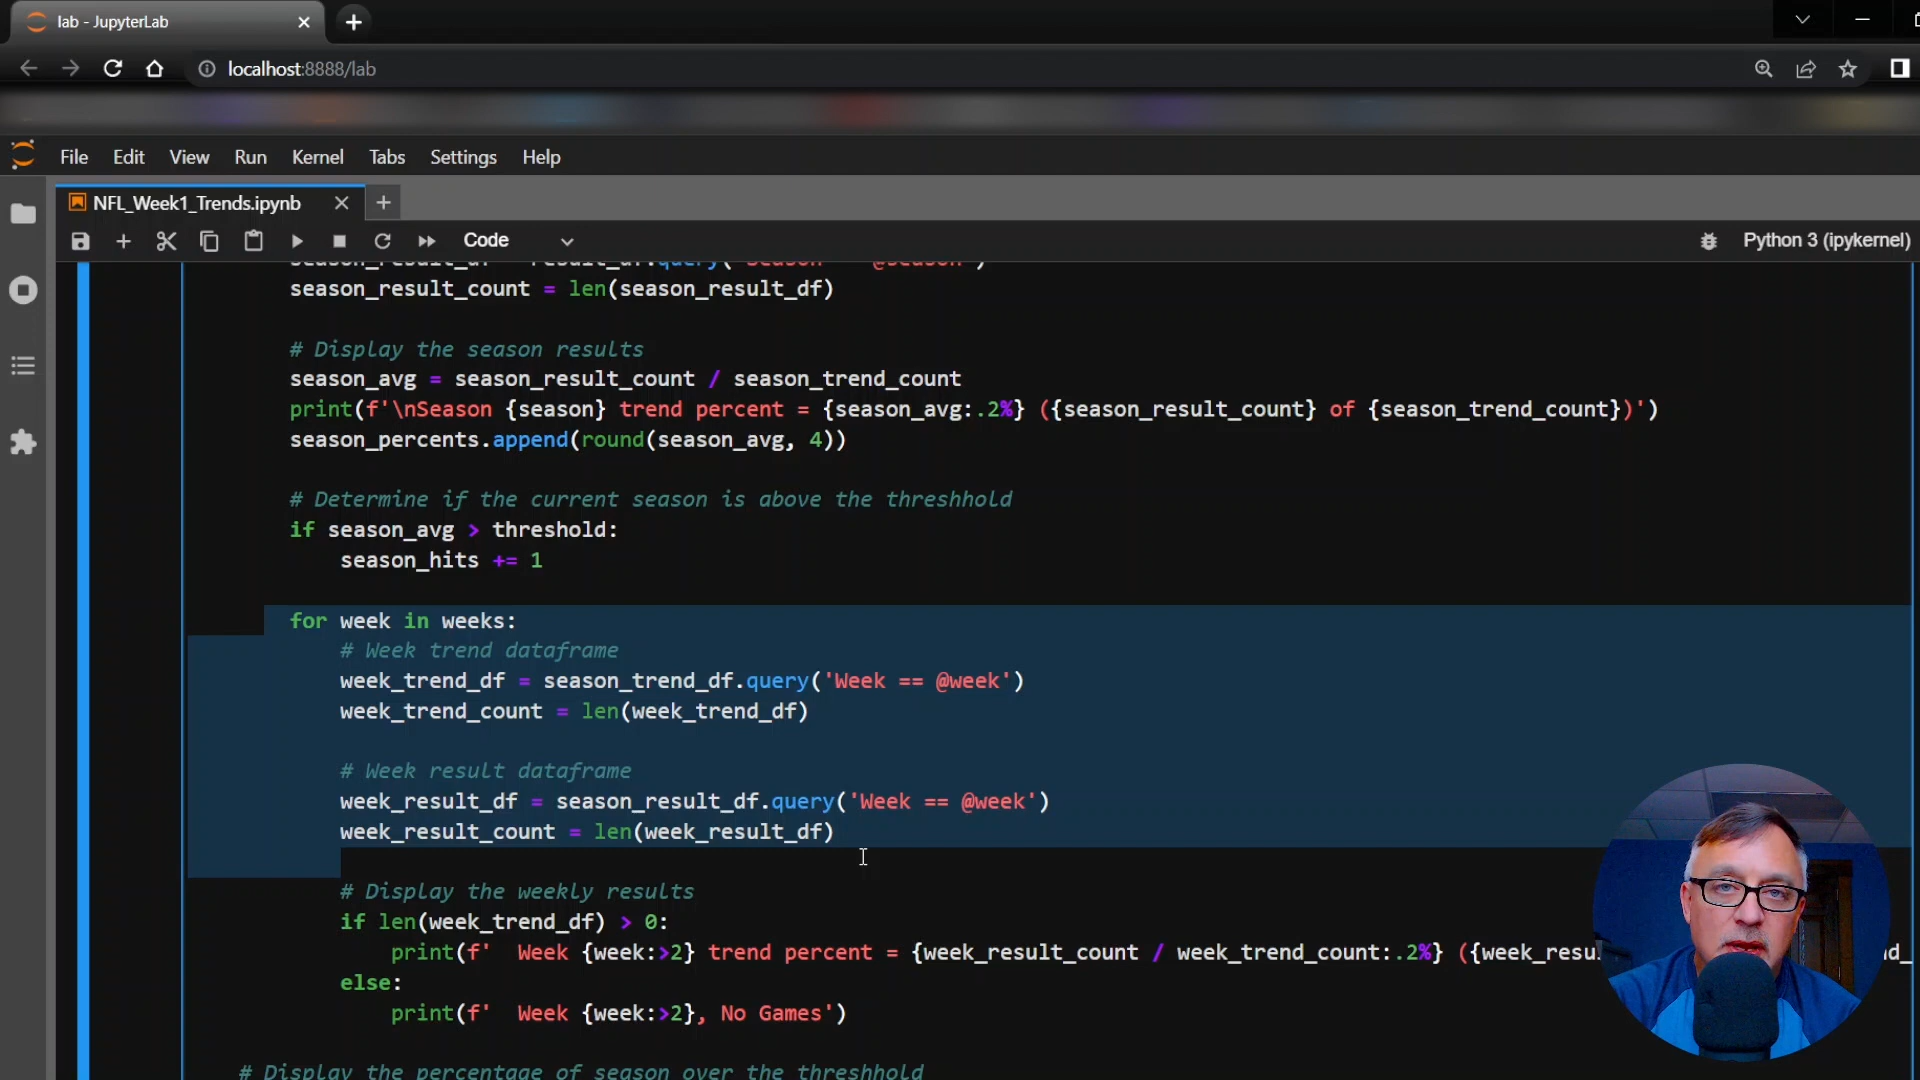 lab - JupyterLab
localhost:8888/lab
File Edit View Run Kernel Tabs Settings Help
NFL_Week1_Trends.ipynb
Code
Python 3 (ipykernel)
season_result_df = result_df.query('Season == @season')
season_result_count = len(season_result_df)
# Display the season results
season_avg = season_result_count / season_trend_count
print(f'\nSeason {season} trend percent = {season_avg:.2%} ({season_result_count} of {season_trend_count})')
season_percents.append(round(season_avg, 4))
# Determine if the current season is above the threshhold
if season_avg > threshold:
season_hits += 1
for week in weeks:
# Week trend dataframe
week_trend_df = season_trend_df.query('Week == @week')
week_trend_count = len(week_trend_df)
# Week result dataframe
week_result_df = season_result_df.query('Week == @week')
week_result_count = len(week_result_df)
# Display the weekly results
if len(week_trend_df) > 0:
print(f'  Week {week:>2} trend percent = {week_result_count / week_trend_count:.2%} ({week_resu
else:
print(f'  Week {week:>2}, No Games')
# Display the percentage of season over the threshhold